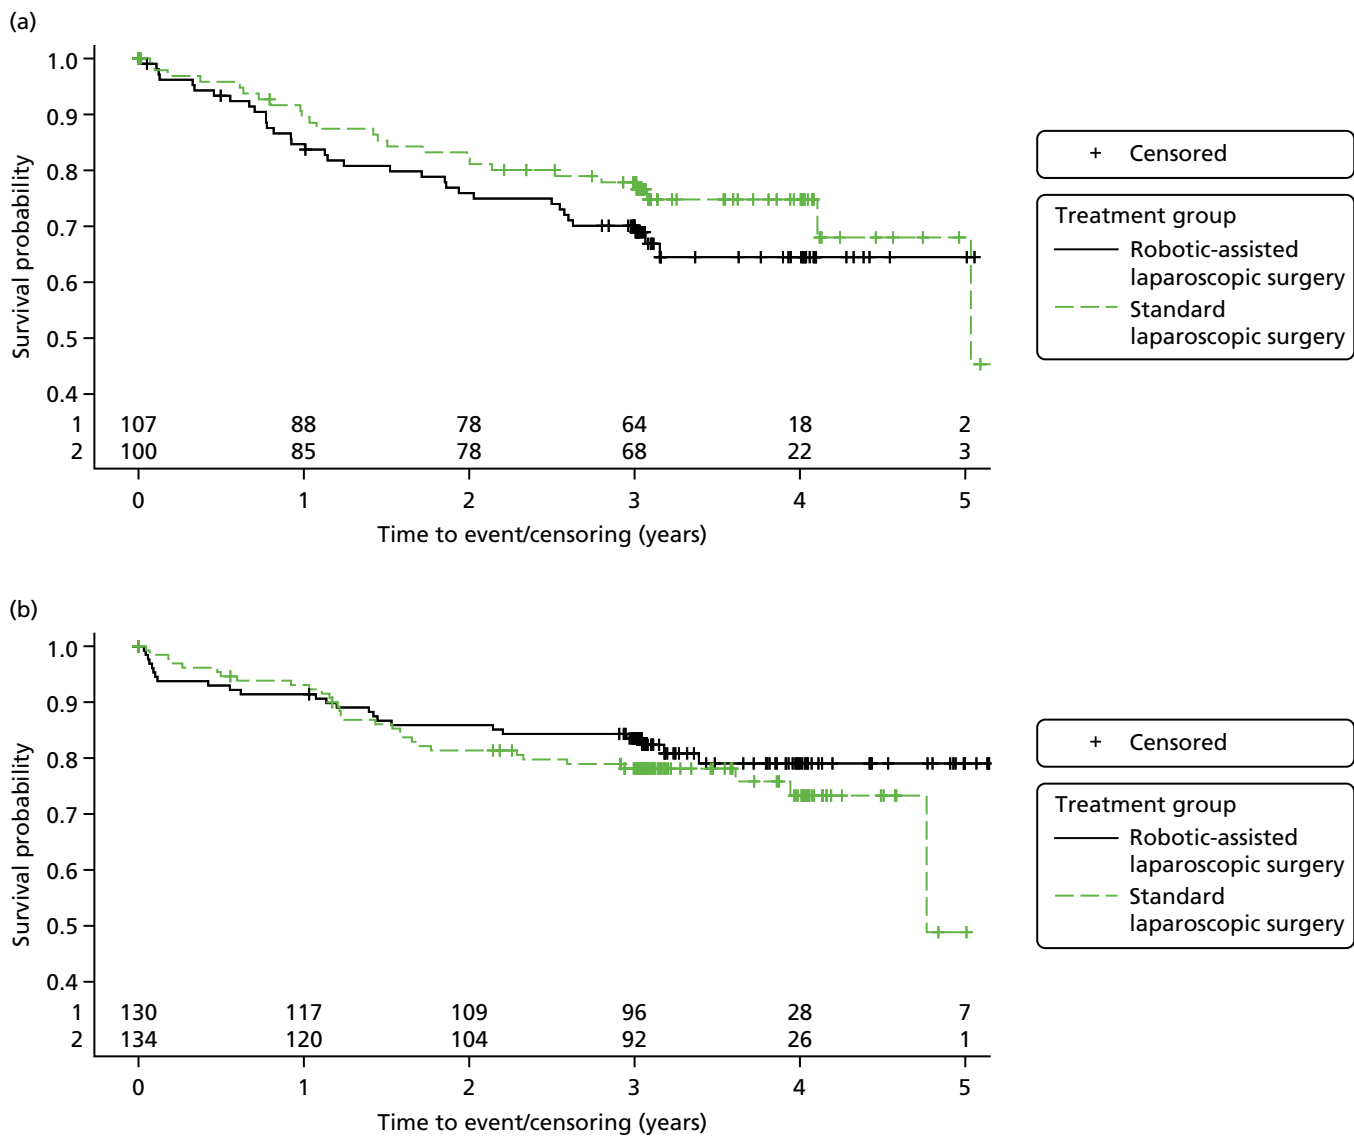 (a)
1.0
0.9
0.8
0.7
0.6
0.5
0.4
Survival probability
1 107 88 78 64 18 2
2 100 85 78 68 22 3
0 1 2 3 4 5
Time to event/censoring (years)
+ Censored
Treatment group
Robotic-assisted
laparoscopic surgery
Standard
laparoscopic surgery
(b)
1.0
0.9
0.8
0.7
0.6
0.5
0.4
Survival probability
1 130 117 109 96 28 7
2 134 120 104 92 26 1
0 1 2 3 4 5
Time to event/censoring (years)
+ Censored
Treatment group
Robotic-assisted
laparoscopic surgery
Standard
laparoscopic surgery